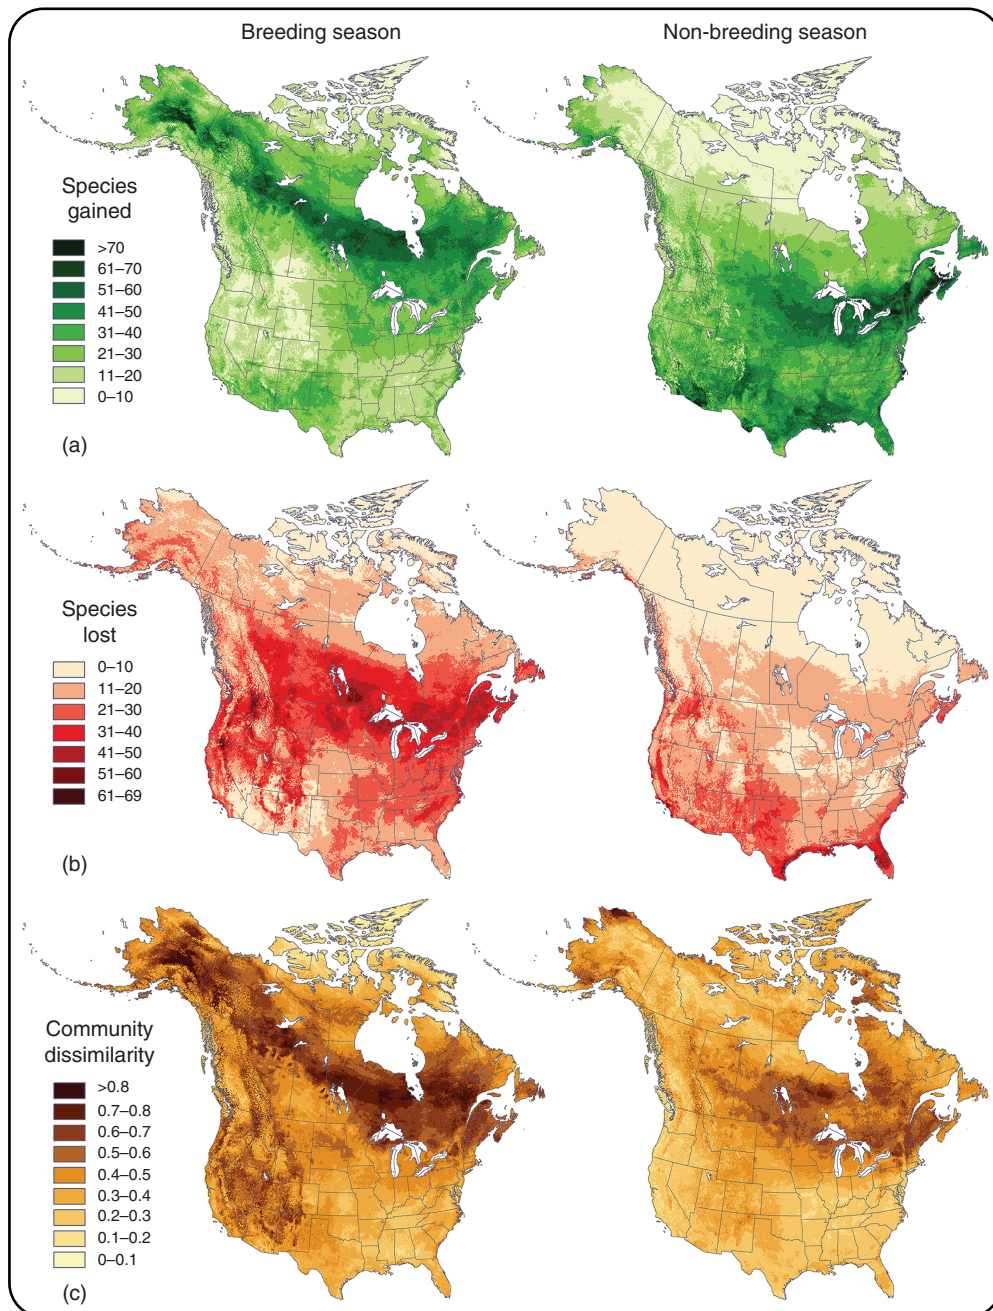 Breeding season
Non-breeding season
Species
gained
>70
61–70
51–60
41–50
31–40
21–30
11–20
0–10
(a)
Species
lost
0–10
11–20
21–30
31–40
41–50
51–60
61–69
(b)
Community
dissimilarity
>0.8
0.7–0.8
0.6–0.7
0.5–0.6
0.4–0.5
0.3–0.4
0.2–0.3
0.1–0.2
0–0.1
(c)